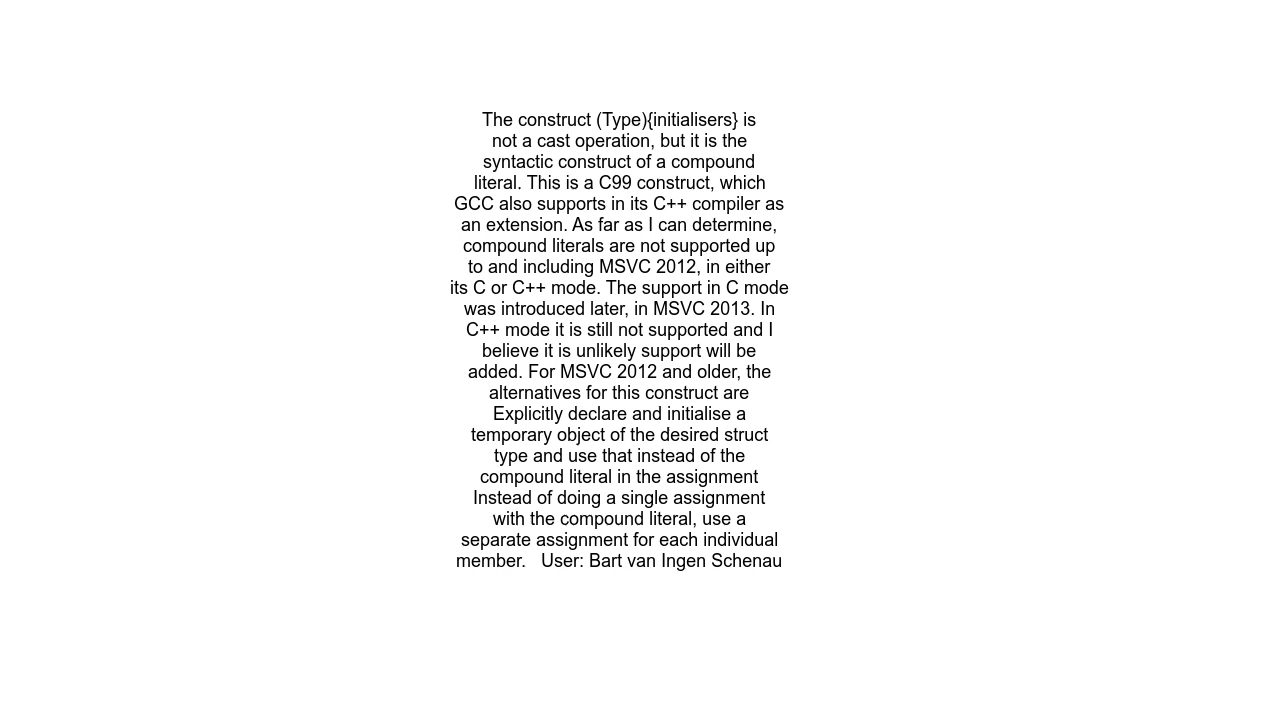 The construct (Type){initialisers} is
not a cast operation, but it is the
syntactic construct of a compound
literal. This is a C99 construct, which
GCC also supports in its C++ compiler as
an extension. As far as I can determine,
compound literals are not supported up
to and including MSVC 2012, in either
its C or C++ mode. The support in C mode
was introduced later, in MSVC 2013. In
C++ mode it is still not supported and I
believe it is unlikely support will be
added. For MSVC 2012 and older, the
alternatives for this construct are
Explicitly declare and initialise a
temporary object of the desired struct
type and use that instead of the
compound literal in the assignment
Instead of doing a single assignment
with the compound literal, use a
separate assignment for each individual
member.   User: Bart van Ingen Schenau